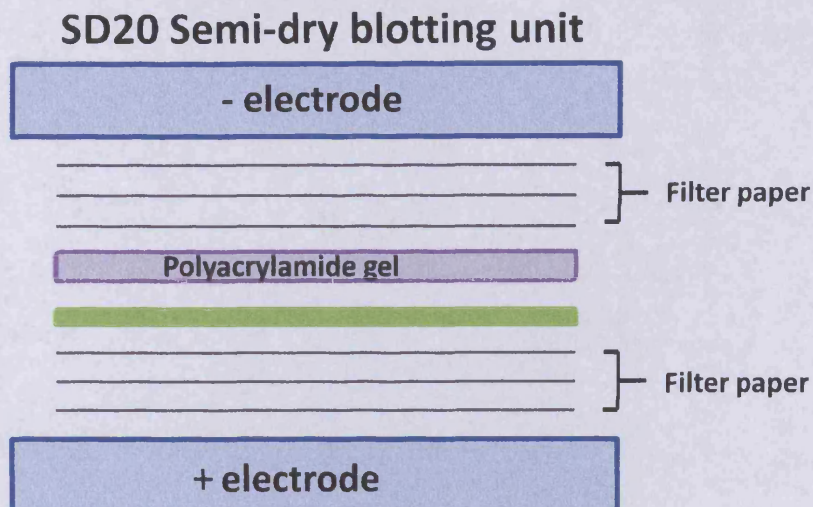 SD20 Semi-dry blotting unit
- electrode
Filter paper
Polyacrylamide gel
Filter paper
+ electrode